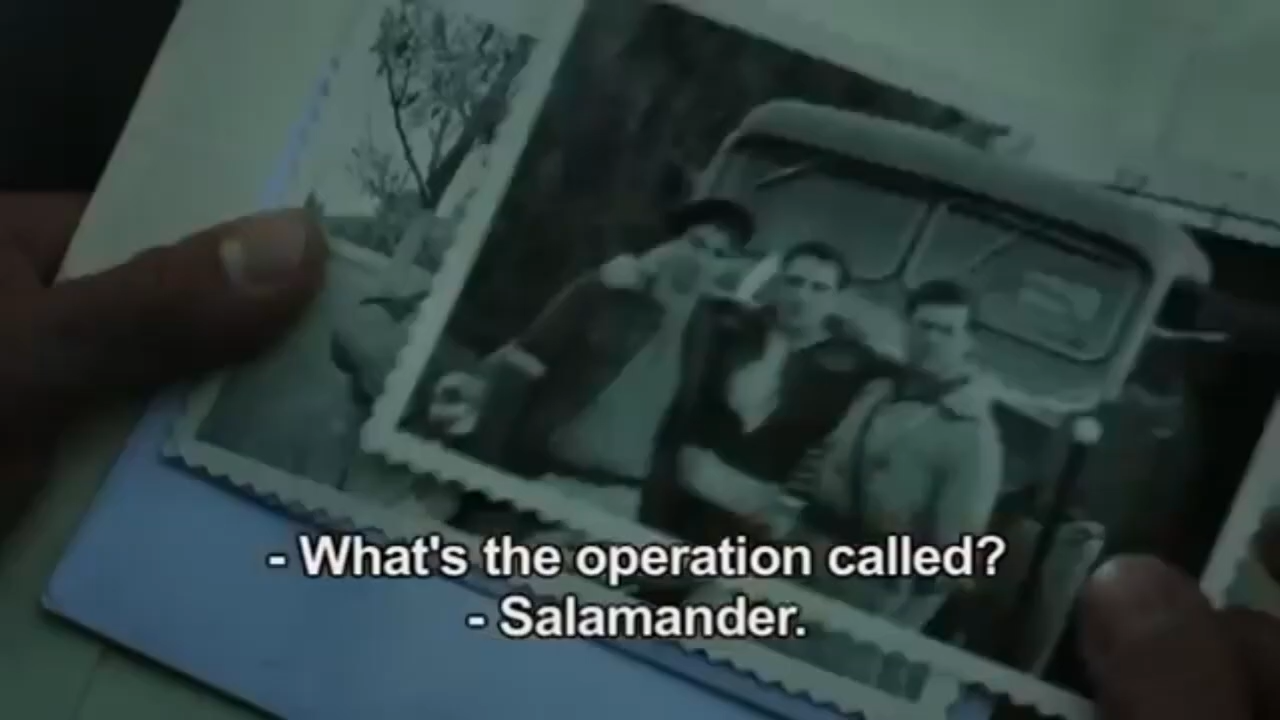 - What's the operation called?
- Salamander.